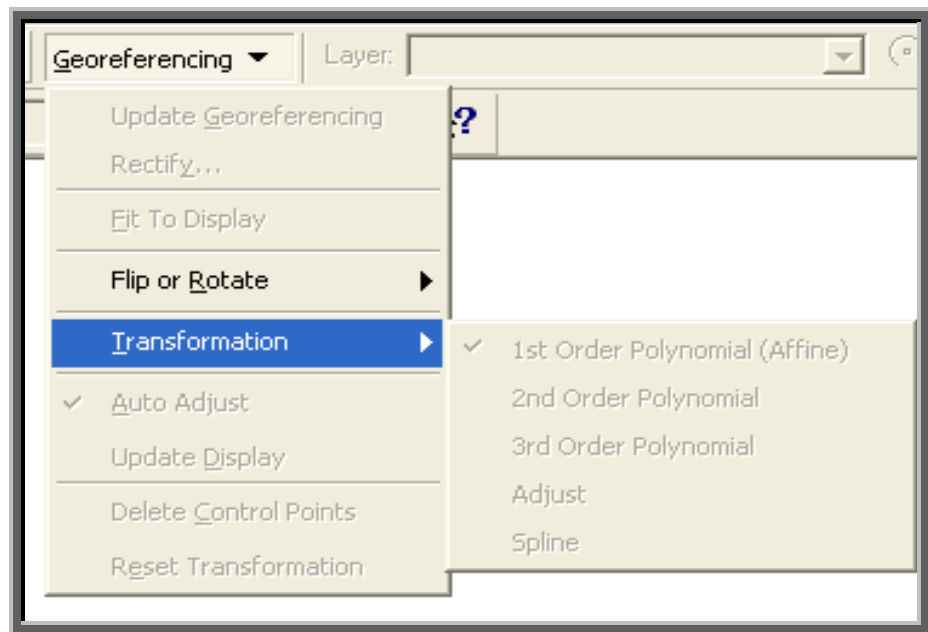 Georeferencing Layer:
?
Update Georeferencing
Rectify...
Fit To Display
Flip or Rotate
Transformation
Auto Adjust
Update Display
Delete Control Points
Reset Transformation
1st Order Polynomial (Affine)
2nd Order Polynomial
3rd Order Polynomial
Adjust
Spline